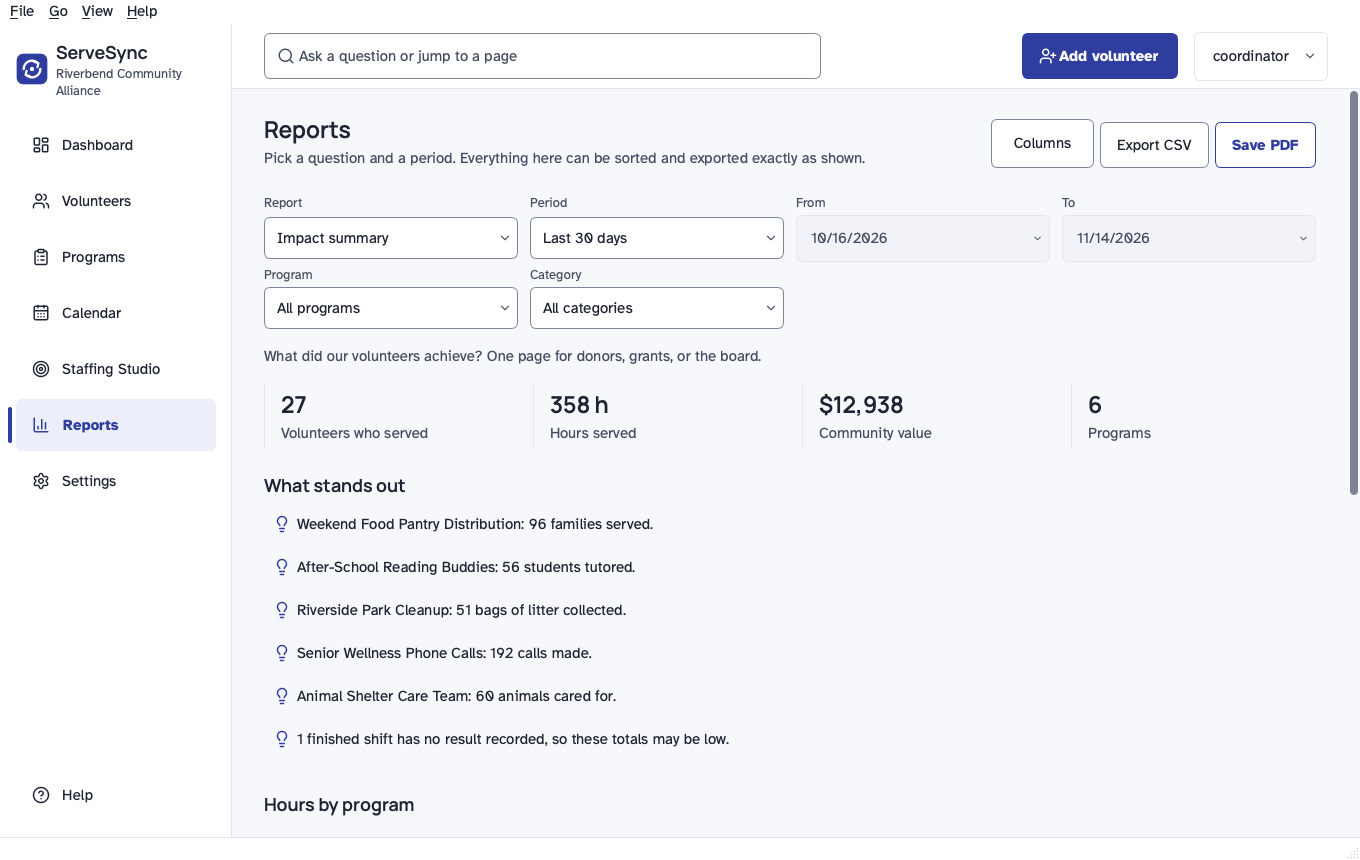 File Go View Help
ServeSync
Riverbend Community
Alliance
Ask a question or jump to a page
Add volunteer
coordinator
Dashboard
Volunteers
Programs
Calendar
Staffing Studio
Reports
Settings
Help
Reports
Pick a question and a period. Everything here can be sorted and exported exactly as shown.
Columns
Export CSV
Save PDF
Report
Period
From
To
Impact summary
Last 30 days
10/16/2026
11/14/2026
Program
Category
All programs
All categories
What did our volunteers achieve? One page for donors, grants, or the board.
27
Volunteers who served
358 h
Hours served
$12,938
Community value
6
Programs
What stands out
Weekend Food Pantry Distribution: 96 families served.
After-School Reading Buddies: 56 students tutored.
Riverside Park Cleanup: 51 bags of litter collected.
Senior Wellness Phone Calls: 192 calls made.
Animal Shelter Care Team: 60 animals cared for.
1 finished shift has no result recorded, so these totals may be low.
Hours by program